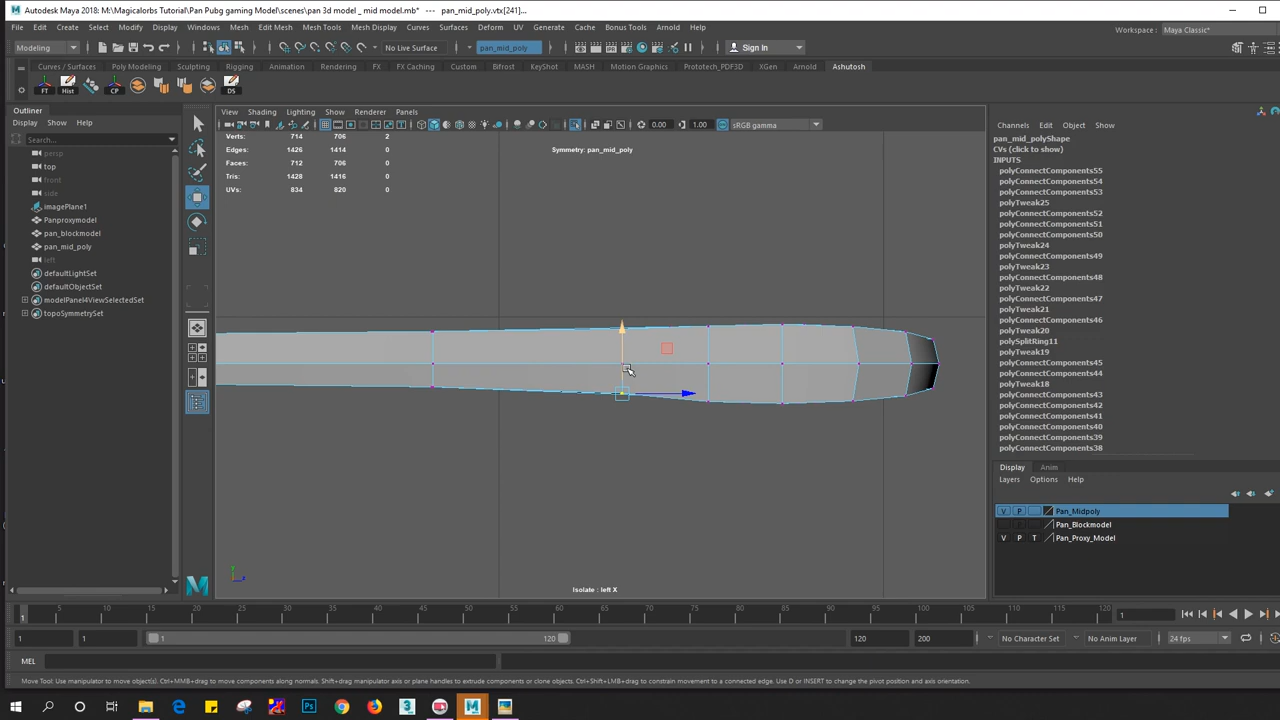 Autodesk Maya 2018: M:\Magicalorbs Tutorial\Pan Pubg gaming Model\scenes\pan 3d model _ mid model.mb* --- pan_mid_poly.vtx[241]...
File Edit Create Select Modify Display Windows Mesh Edit Mesh Mesh Tools Mesh Display Curves Surfaces Deform UV Generate Cache Bonus Tools Arnold Help
Workspace: Maya Classic*
Modeling No Live Surface pan_mid_poly Sign In
Curves / Surfaces Poly Modeling Sculpting Rigging Animation Rendering FX FX Caching Custom Bifrost KeyShot MASH Motion Graphics Prototech_PDF3D XGen Arnold Ashutosh
FT Hist CP DS
Outliner
Display Show Help
Search...
persp
top
front
side
imagePlane1
Panproxymodel
pan_blockmodel
pan_mid_poly
left
defaultLightSet
defaultObjectSet
modelPanel4ViewSelectedSet
topoSymmetrySet
View Shading Lighting Show Renderer Panels
0.00 1.00 sRGB gamma
Verts: 714 706 2
Edges: 1426 1414 0
Faces: 712 706 0
Tris: 1428 1416 0
UVs: 834 820 0
Symmetry: pan_mid_poly
Isolate : left X
Channels Edit Object Show
pan_mid_polyShape
CVs (click to show)
INPUTS
polyConnectComponents55
polyConnectComponents54
polyConnectComponents53
polyTweak25
polyConnectComponents52
polyConnectComponents51
polyConnectComponents50
polyTweak24
polyConnectComponents49
polyTweak23
polyConnectComponents48
polyTweak22
polyConnectComponents47
polyTweak21
polyConnectComponents46
polyTweak20
polySplitRing11
polyTweak19
polyConnectComponents45
polyConnectComponents44
polyTweak18
polyConnectComponents43
polyConnectComponents42
polyConnectComponents41
polyConnectComponents40
polyConnectComponents39
polyConnectComponents38
Display Anim
Layers Options Help
V P Pan_Midpoly
Pan_Blockmodel
V P T Pan_Proxy_Model
5 10 15 20 25 30 35 40 45 50 55 60 65 70 75 80 85 90 95 100 105 110 115 120
1 1
1 1 1 120 120 200 No Character Set No Anim Layer 24 fps
MEL
Move Tool: Use manipulator to move object(s). Ctrl+MMB+drag to move components along normals. Shift+drag manipulator axis or plane handles to extrude components or clone objects. Ctrl+Shift+LMB+drag to constrain movement to a connected edge. Use D or INSERT to change the pivot position and axis orientation.